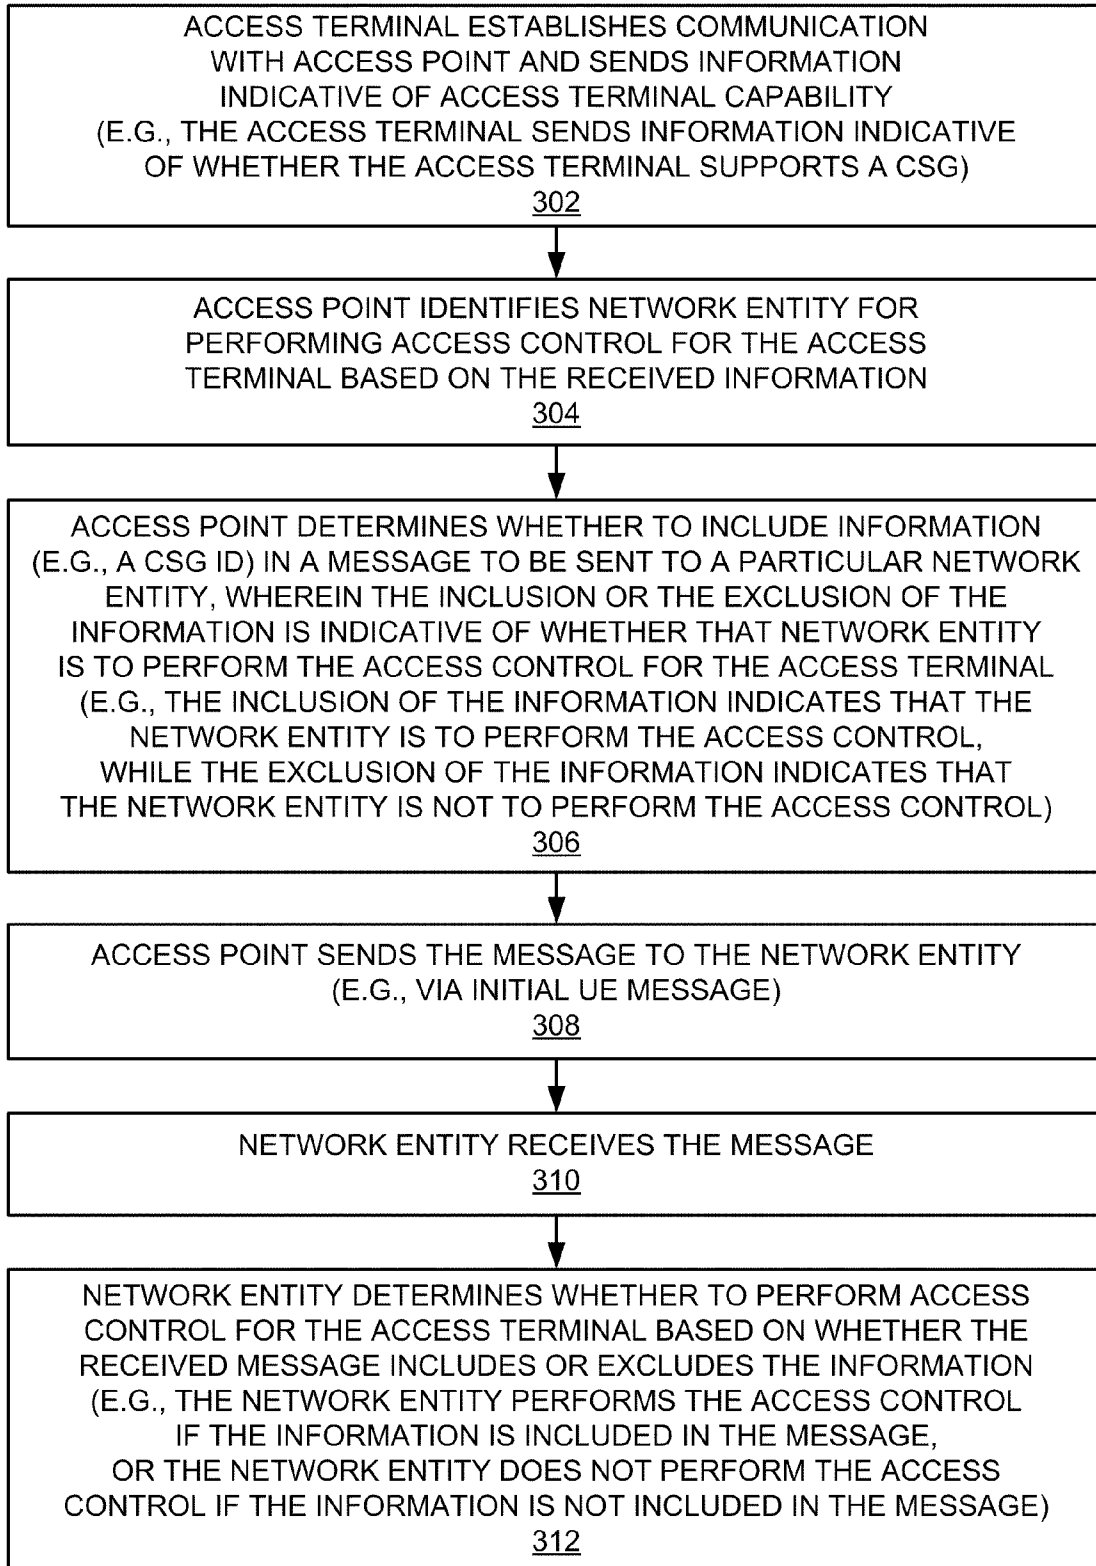 ACCESS TERMINAL ESTABLISHES COMMUNICATION
WITH ACCESS POINT AND SENDS INFORMATION
INDICATIVE OF ACCESS TERMINAL CAPABILITY
(E.G., THE ACCESS TERMINAL SENDS INFORMATION INDICATIVE
OF WHETHER THE ACCESS TERMINAL SUPPORTS A CSG)
302
ACCESS POINT IDENTIFIES NETWORK ENTITY FOR
PERFORMING ACCESS CONTROL FOR THE ACCESS
TERMINAL BASED ON THE RECEIVED INFORMATION
304
ACCESS POINT DETERMINES WHETHER TO INCLUDE INFORMATION
(E.G., A CSG ID) IN A MESSAGE TO BE SENT TO A PARTICULAR NETWORK
ENTITY, WHEREIN THE INCLUSION OR THE EXCLUSION OF THE
INFORMATION IS INDICATIVE OF WHETHER THAT NETWORK ENTITY
IS TO PERFORM THE ACCESS CONTROL FOR THE ACCESS TERMINAL
(E.G., THE INCLUSION OF THE INFORMATION INDICATES THAT THE
NETWORK ENTITY IS TO PERFORM THE ACCESS CONTROL,
WHILE THE EXCLUSION OF THE INFORMATION INDICATES THAT
THE NETWORK ENTITY IS NOT TO PERFORM THE ACCESS CONTROL)
306
ACCESS POINT SENDS THE MESSAGE TO THE NETWORK ENTITY
(E.G., VIA INITIAL UE MESSAGE)
308
NETWORK ENTITY RECEIVES THE MESSAGE
310
NETWORK ENTITY DETERMINES WHETHER TO PERFORM ACCESS
CONTROL FOR THE ACCESS TERMINAL BASED ON WHETHER THE
RECEIVED MESSAGE INCLUDES OR EXCLUDES THE INFORMATION
(E.G., THE NETWORK ENTITY PERFORMS THE ACCESS CONTROL
IF THE INFORMATION IS INCLUDED IN THE MESSAGE,
OR THE NETWORK ENTITY DOES NOT PERFORM THE ACCESS
CONTROL IF THE INFORMATION IS NOT INCLUDED IN THE MESSAGE)
312